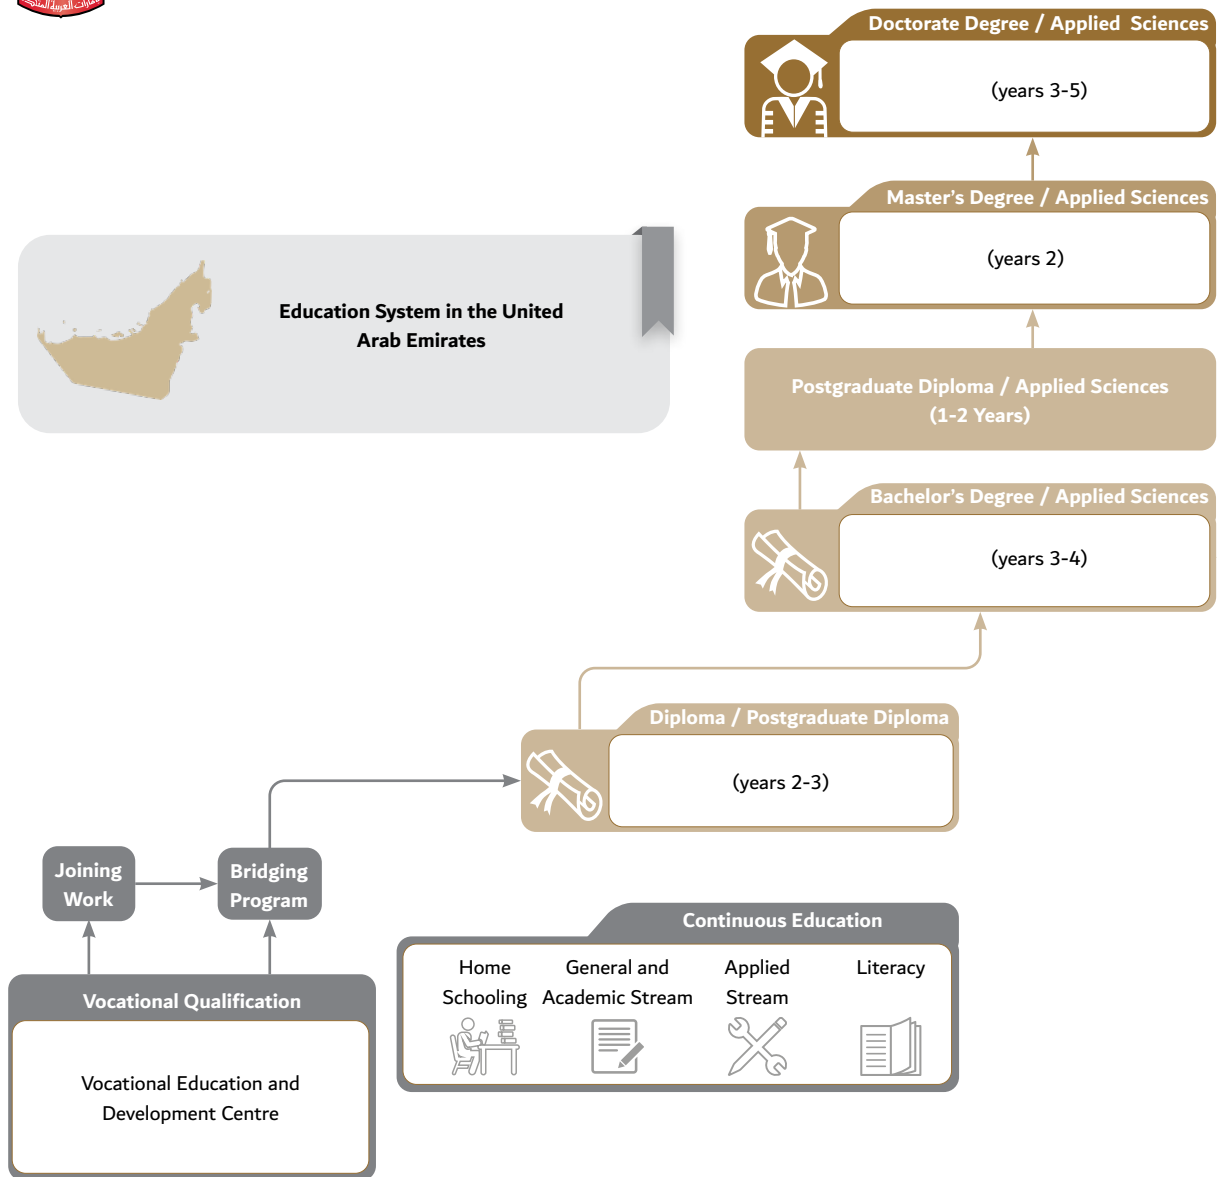 الإمارات العربية المتحدة
Doctorate Degree / Applied Sciences
(years 3-5)
Master's Degree / Applied Sciences
(years 2)
Education System in the United
Arab Emirates
Postgraduate Diploma / Applied Sciences
(1-2 Years)
Bachelor's Degree / Applied Sciences
(years 3-4)
Diploma / Postgraduate Diploma
(years 2-3)
Joining
Work
Bridging
Program
Continuous Education
Home
Schooling
General and
Academic Stream
Applied
Stream
Literacy
Vocational Qualification
Vocational Education and
Development Centre